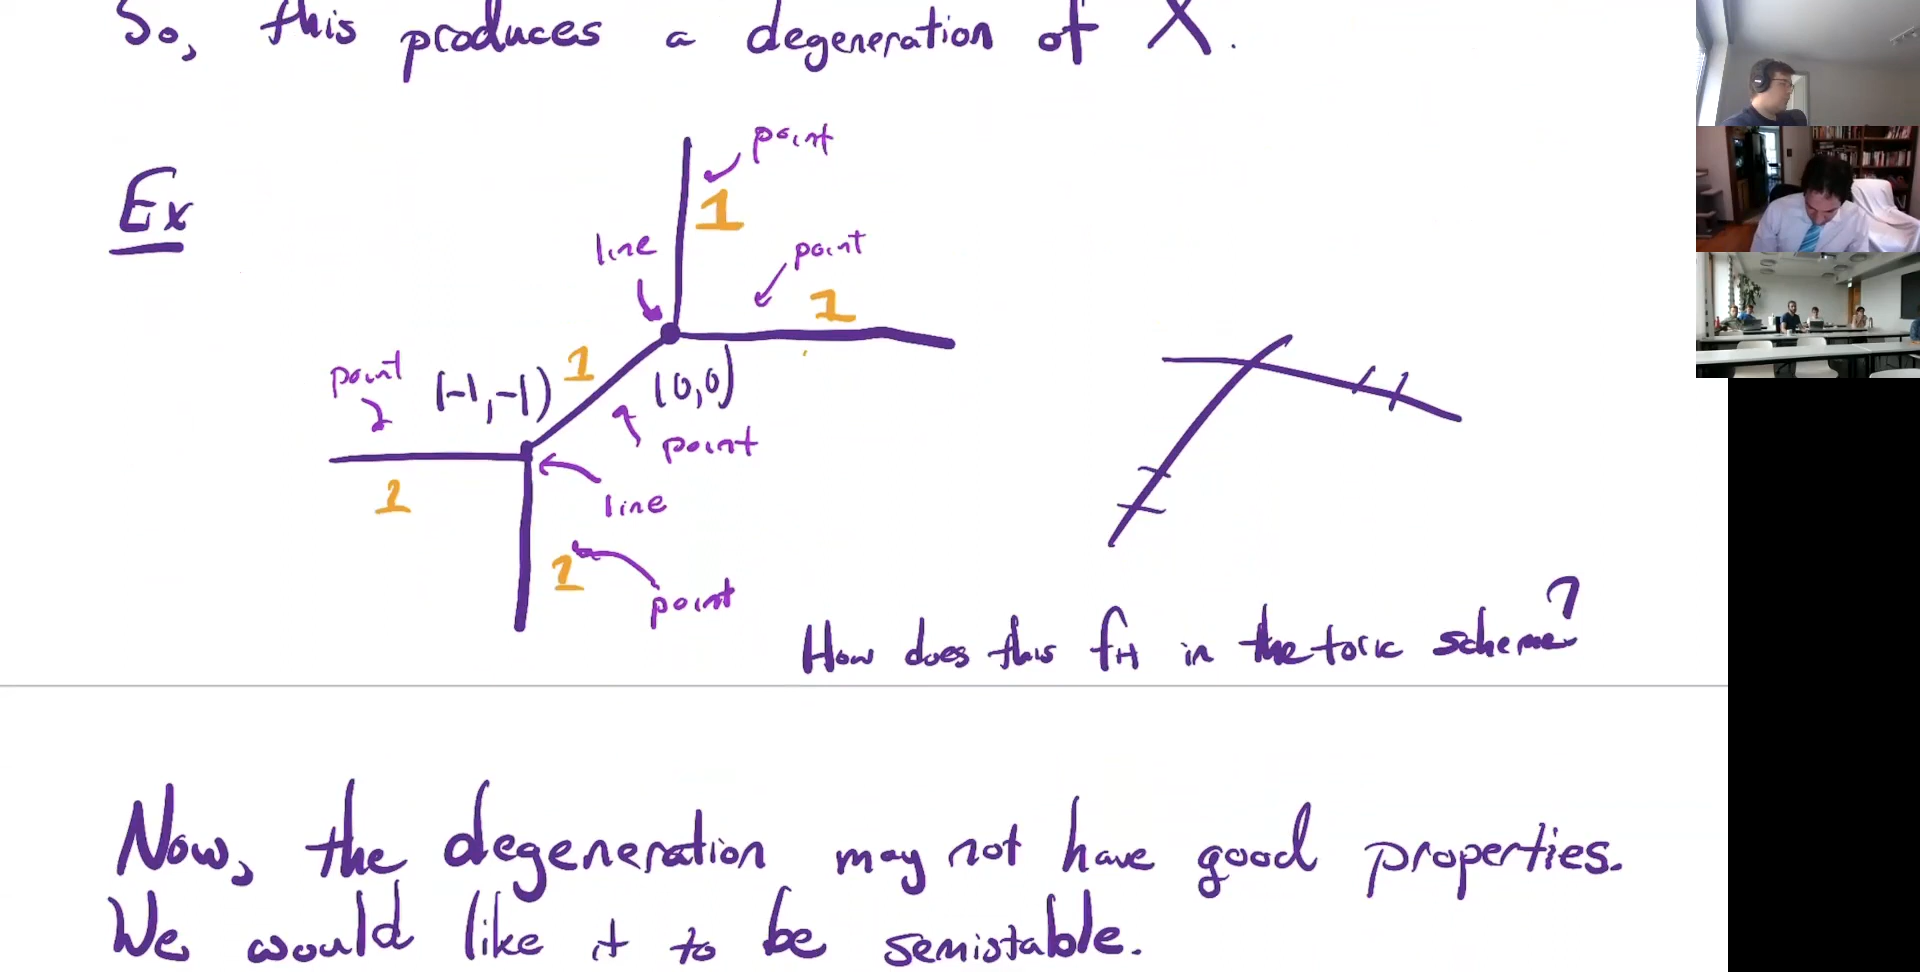 So, this produces a degeneration of X.
Ex
point
1
line
point
1
point
(-1,-1)
1
(0,0)
point
1
line
1
point
How does this fit in the toric scheme?
Now, the degeneration may not have good properties.
We would like it to be semistable.